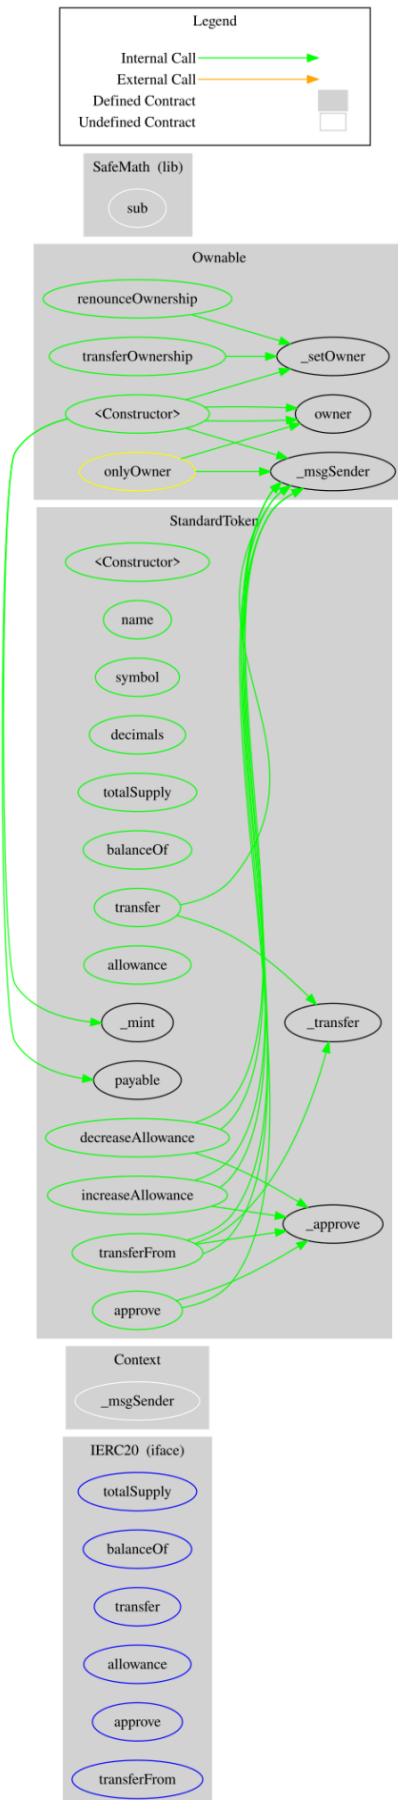 Legend
Internal Call
External Call
Defined Contract
Undefined Contract
SafeMath (lib)
sub
Ownable
renounceOwnership
transferOwnership
_setOwner
<Constructor>
owner
onlyOwner
_msgSender
StandardToken
<Constructor>
name
symbol
decimals
totalSupply
balanceOf
transfer
allowance
_mint
_transfer
payable
decreaseAllowance
increaseAllowance
_approve
transferFrom
approve
Context
_msgSender
IERC20 (iface)
totalSupply
balanceOf
transfer
allowance
approve
transferFrom